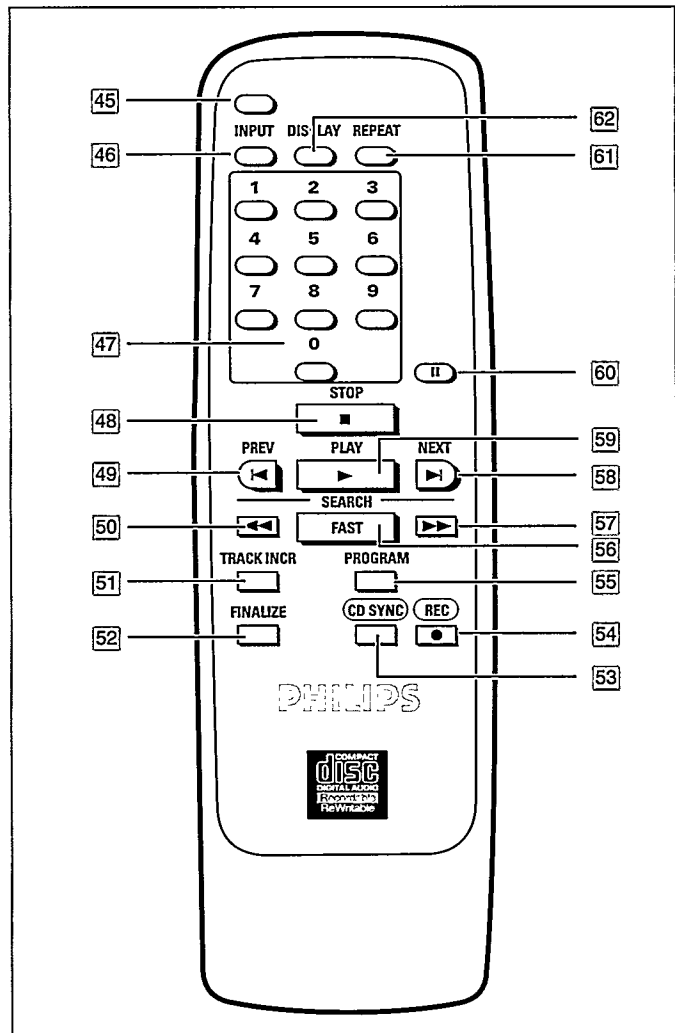 45
INPUT DIS LAY REPEAT 62
46 61
1 2 3
4 5 6
7 8 9
47 0
60
STOP
48
PREV PLAY NEXT 59
49 58
SEARCH
50 FAST 57
56
TRACK INCR PROGRAM
51 55
FINALIZE CD SYNC REC
52 54
53
PHILIPS
COMPACT
disc
DIGITAL AUDIO
Recordable
ReWritable